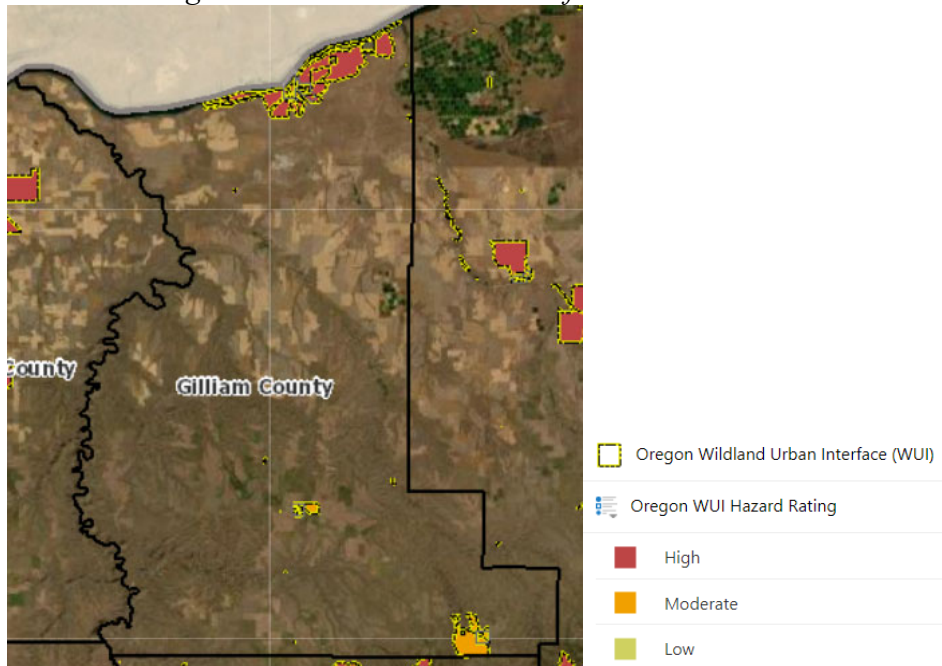 County
Gilliam County
Oregon Wildland Urban Interface (WUI)
Oregon WUI Hazard Rating
High
Moderate
Low